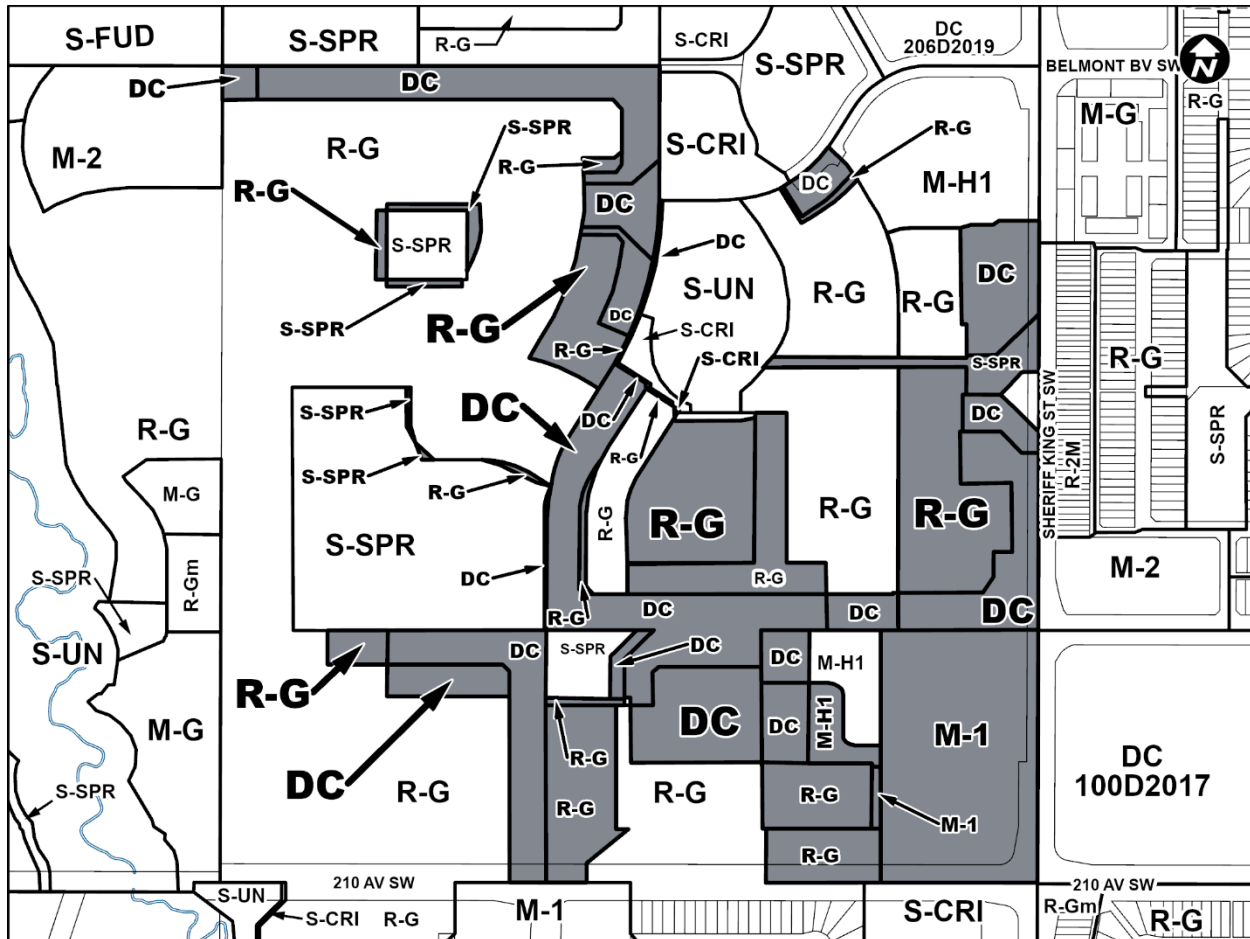 S-FUD
S-SPR
R-G
S-CRI
S-SPR
DC
206D2019
BELMONT BV SW
N
R-G
M-G
DC
DC
M-2
R-G
S-SPR
R-G
S-CRI
DC
R-G
M-H1
R-G
S-SPR
DC
DC
S-UN
R-G
R-G
DC
S-SPR
R-G
DC
S-CRI
R-G
S-CRI
S-SPR
R-G
SHERIFF KING ST SW
R-2M
S-SPR
S-SPR
DC
DC
R-G
DC
R-G
S-SPR
R-G
M-G
R-G
R-G
R-G
R-G
S-SPR
R-Gm
S-SPR
DC
R-G
R-G
DC
DC
DC
M-2
S-UN
DC
S-SPR
DC
DC
M-H1
R-G
M-G
DC
DC
M-H1
M-1
DC
100D2017
R-G
DC
R-G
R-G
S-SPR
R-G
R-G
M-1
R-G
210 AV SW
210 AV SW
S-UN
S-CRI
R-G
M-1
S-CRI
R-Gm
R-G